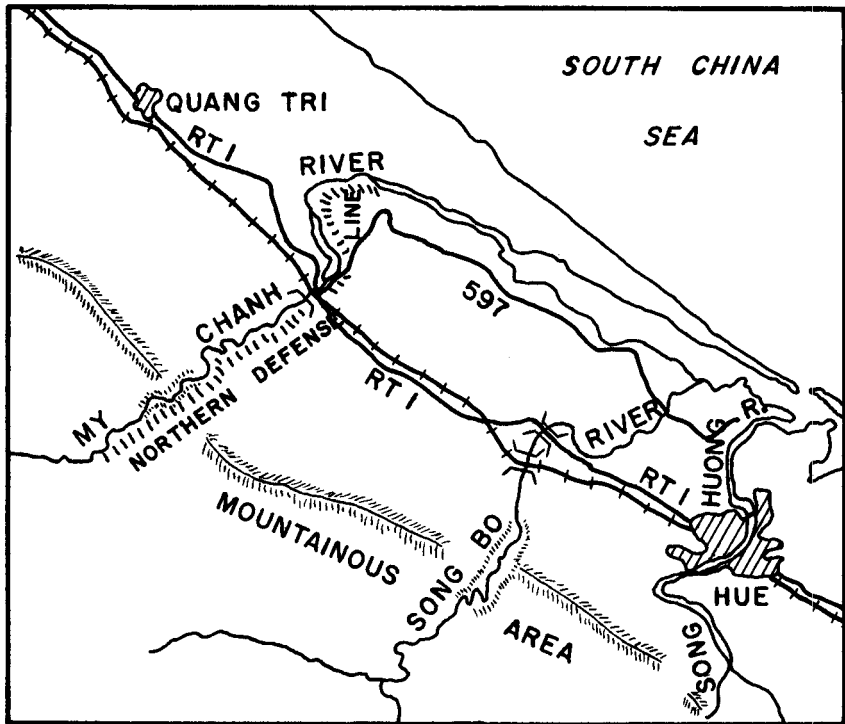 SOUTH CHINA
SEA
QUANG TRI
RT 1
RIVER
LINE
597
MY CHANH
NORTHERN DEFENSE
RT 1
RIVER
HUONG R.
RT 1
MOUNTAINOUS
AREA
SONG BO
HUE
SONG